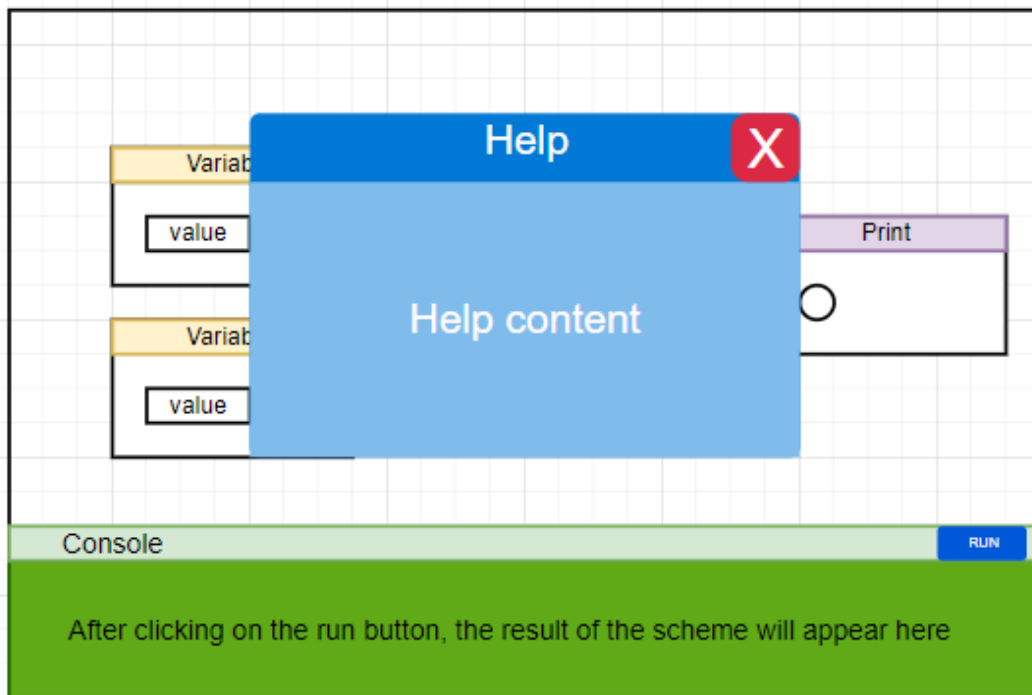 Help
X
Variab
value
Print
Help content
Variab
value
Console
RUN
After clicking on the run button, the result of the scheme will appear here